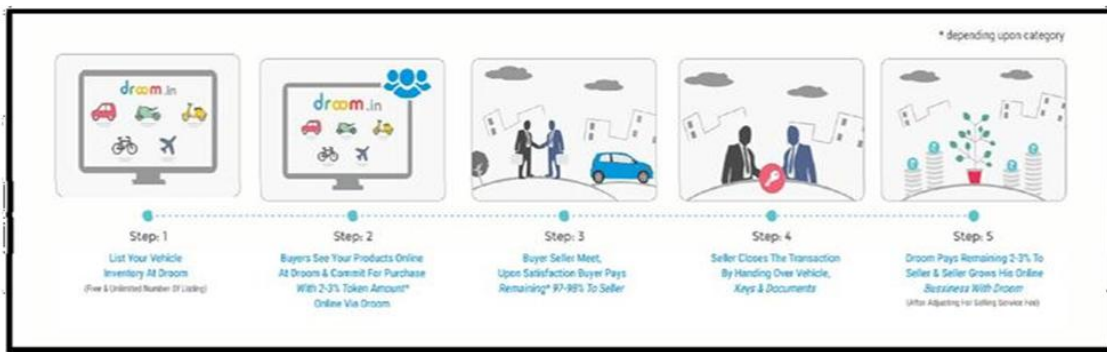 * depending upon category
droom.in
droom.in
Step: 1
List Your Vehicle
Inventory At Droom
(Free & Unlimited Number Of Listing)
Step: 2
Buyers See Your Products Online
At Droom & Commit For Purchase
With 2-3% Token Amount*
Online Via Droom
Step: 3
Buyer Seller Meet,
Upon Satisfaction Buyer Pays
Remaining* 97-98% To Seller
Step: 4
Seller Closes The Transaction
By Handing Over Vehicle,
Keys & Documents
Step: 5
Droom Pays Remaining 2-3% To
Seller & Seller Grows His Online
Bussiness With Droom
(After Adjusting For Selling Service Fee)